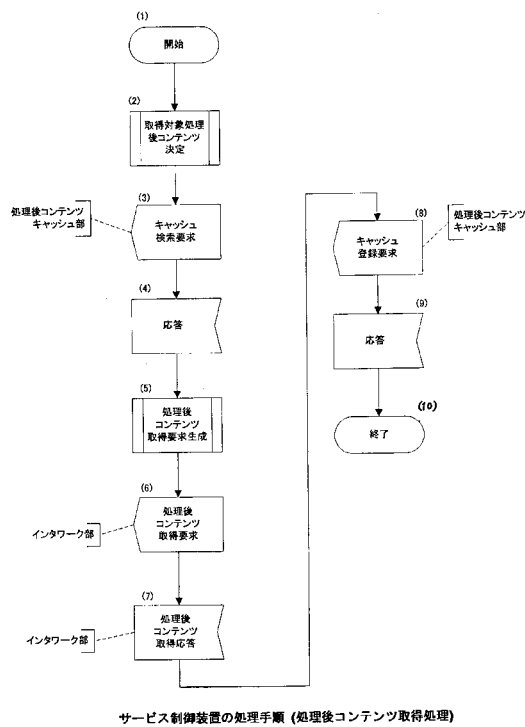 (1)
開始
(2)
取得対象処理
後コンテンツ
決定
(3)
処理後コンテンツ
キャッシュ部
キャッシュ
検索要求
(4)
応答
(5)
処理後
コンテンツ
取得要求生成
(6)
処理後
コンテンツ
取得要求
インタワーク部
(7)
処理後
コンテンツ
取得応答
インタワーク部
(8)
キャッシュ
登録要求
処理後コンテンツ
キャッシュ部
(9)
応答
(10)
終了
サービス制御装置の処理手順 (処理後コンテンツ取得処理)